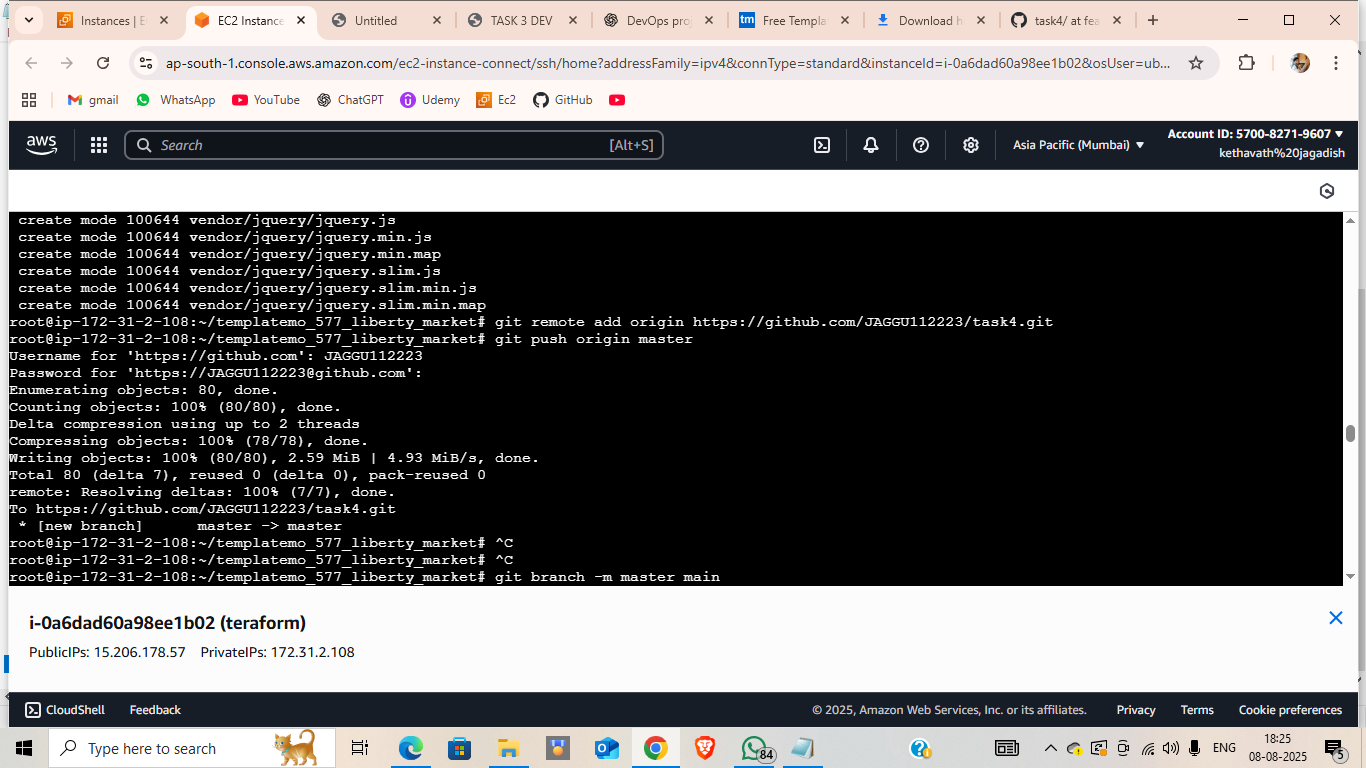 Instances | E
EC2 Instance
Untitled
TASK 3 DEV
DevOps pro
tm
Free Templa
Download h
task4/ at fea
ap-south-1.console.aws.amazon.com/ec2-instance-connect/ssh/home?addressFamily=ipv4&connType=standard&instanceId=i-0a6dad60a98ee1b02&osUser=ub...
gmail
WhatsApp
YouTube
ChatGPT
Udemy
Ec2
GitHub
aws
Search
[Alt+S]
Asia Pacific (Mumbai)
Account ID: 5700-8271-9607
kethavath%20jagadish
create mode 100644 vendor/jquery/jquery.js
create mode 100644 vendor/jquery/jquery.min.js
create mode 100644 vendor/jquery/jquery.min.map
create mode 100644 vendor/jquery/jquery.slim.js
create mode 100644 vendor/jquery/jquery.slim.min.js
create mode 100644 vendor/jquery/jquery.slim.min.map
root@ip-172-31-2-108:~/templatemo_577_liberty_market# git remote add origin https://github.com/JAGGU112223/task4.git
root@ip-172-31-2-108:~/templatemo_577_liberty_market# git push origin master
Username for 'https://github.com': JAGGU112223
Password for 'https://JAGGU112223@github.com':
Enumerating objects: 80, done.
Counting objects: 100% (80/80), done.
Delta compression using up to 2 threads
Compressing objects: 100% (78/78), done.
Writing objects: 100% (80/80), 2.59 MiB | 4.93 MiB/s, done.
Total 80 (delta 7), reused 0 (delta 0), pack-reused 0
remote: Resolving deltas: 100% (7/7), done.
To https://github.com/JAGGU112223/task4.git
* [new branch]      master -> master
root@ip-172-31-2-108:~/templatemo_577_liberty_market# ^C
root@ip-172-31-2-108:~/templatemo_577_liberty_market# ^C
root@ip-172-31-2-108:~/templatemo_577_liberty_market# git branch -m master main
i-0a6dad60a98ee1b02 (teraform)
PublicIPs: 15.206.178.57 PrivateIPs: 172.31.2.108
CloudShell
Feedback
© 2025, Amazon Web Services, Inc. or its affiliates.
Privacy
Terms
Cookie preferences
Type here to search
84
ENG
18:25
08-08-2025
5